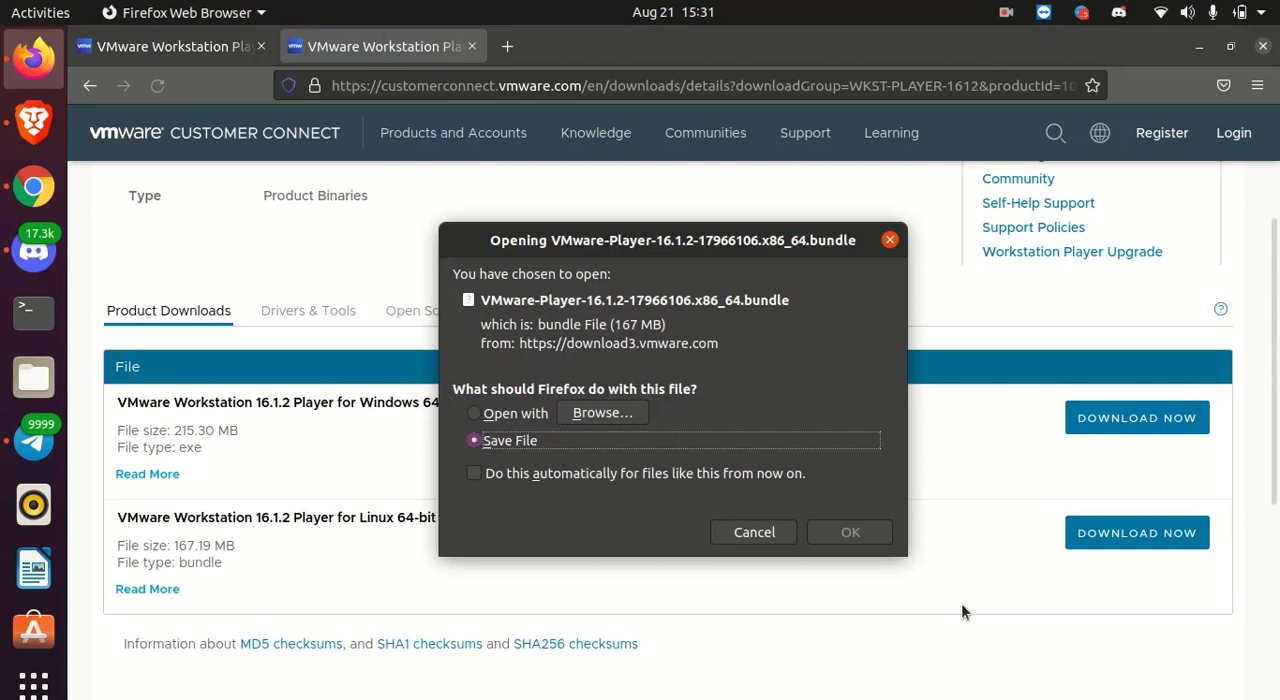 Activities
Firefox Web Browser
Aug 21 15:31
vmw VMware Workstation Pla
vmw VMware Workstation Pla
https://customerconnect.vmware.com/en/downloads/details?downloadGroup=WKST-PLAYER-1612&productId=10
vmware® CUSTOMER CONNECT
Products and Accounts
Knowledge
Communities
Support
Learning
Register
Login
Type
Product Binaries
Community
Self-Help Support
Support Policies
Workstation Player Upgrade
17.3k
9999
Opening VMware-Player-16.1.2-17966106.x86_64.bundle
You have chosen to open:
VMware-Player-16.1.2-17966106.x86_64.bundle
which is: bundle File (167 MB)
from: https://download3.vmware.com
What should Firefox do with this file?
Open with
Browse...
Save File
Do this automatically for files like this from now on.
Cancel
OK
Product Downloads
Drivers & Tools
Open So
File
VMware Workstation 16.1.2 Player for Windows 64
File size: 215.30 MB
File type: exe
Read More
DOWNLOAD NOW
VMware Workstation 16.1.2 Player for Linux 64-bit
File size: 167.19 MB
File type: bundle
Read More
DOWNLOAD NOW
Information about MD5 checksums, and SHA1 checksums and SHA256 checksums